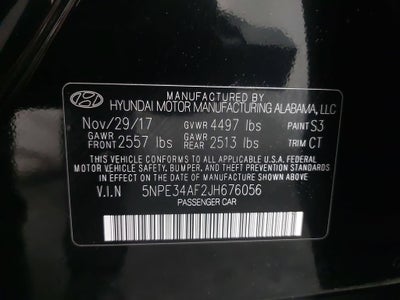 MANUFACTURED BY
HYUNDAI MOTOR MANUFACTURING ALABAMA, LLC
Nov/29/17 GVWR 4497 lbs PAINT S3
GAWR FRONT 2557 lbs GAWR REAR 2513 lbs TRIM CT
THIS VEHICLE CONFORMS TO ALL APPLICABLE U.S.A. FEDERAL
MOTOR VEHICLE SAFETY, BUMPER, AND THEFT PREVENTION STANDARDS
IN EFFECT ON THE DATE OF MANUFACTURE SHOWN ABOVE.
V.I.N 5NPE34AF2JH676056
PASSENGER CAR